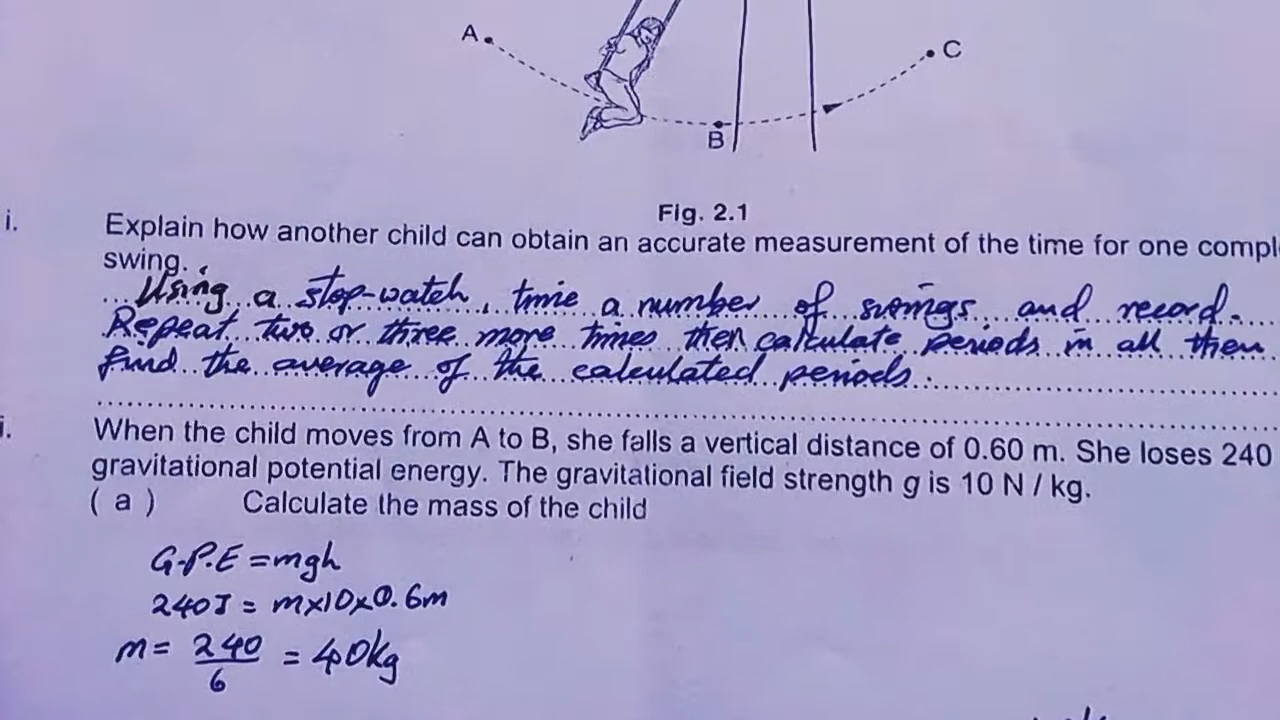 A
C
B
Fig. 2.1
i. Explain how another child can obtain an accurate measurement of the time for one compl
swing.
Using a stop-watch, time a number of swings and record.
Repeat two or three more times then calculate periods in all then
find the average of the calculated periods.
i. When the child moves from A to B, she falls a vertical distance of 0.60 m. She loses 240
gravitational potential energy. The gravitational field strength g is 10 N / kg.
( a ) Calculate the mass of the child
G.P.E = mgh
240J = m×10×0.6m
m = 240/6 = 40kg